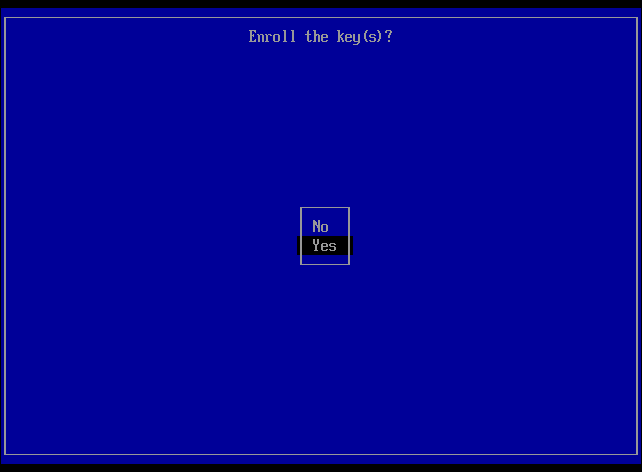 Enroll the key(s)?
No
Yes